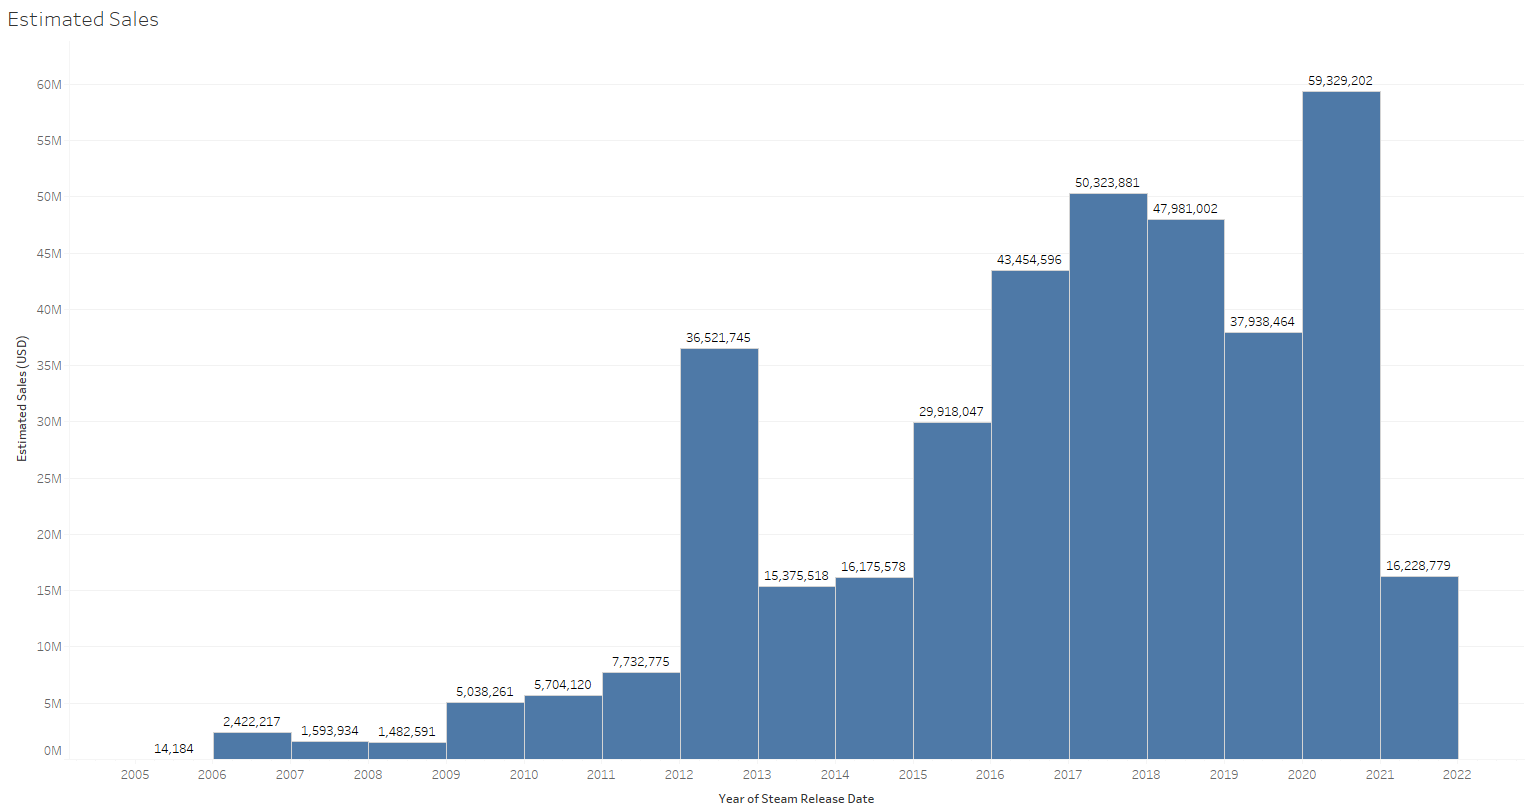 Estimated Sales
60M
55M
50M
45M
40M
35M
30M
25M
20M
15M
10M
5M
0M
Estimated Sales (USD)
14,184
2,422,217
1,593,934
1,482,591
5,038,261
5,704,120
7,732,775
36,521,745
15,375,518
16,175,578
29,918,047
43,454,596
50,323,881
47,981,002
37,938,464
59,329,202
16,228,779
2005 2006 2007 2008 2009 2010 2011 2012 2013 2014 2015 2016 2017 2018 2019 2020 2021 2022
Year of Steam Release Date